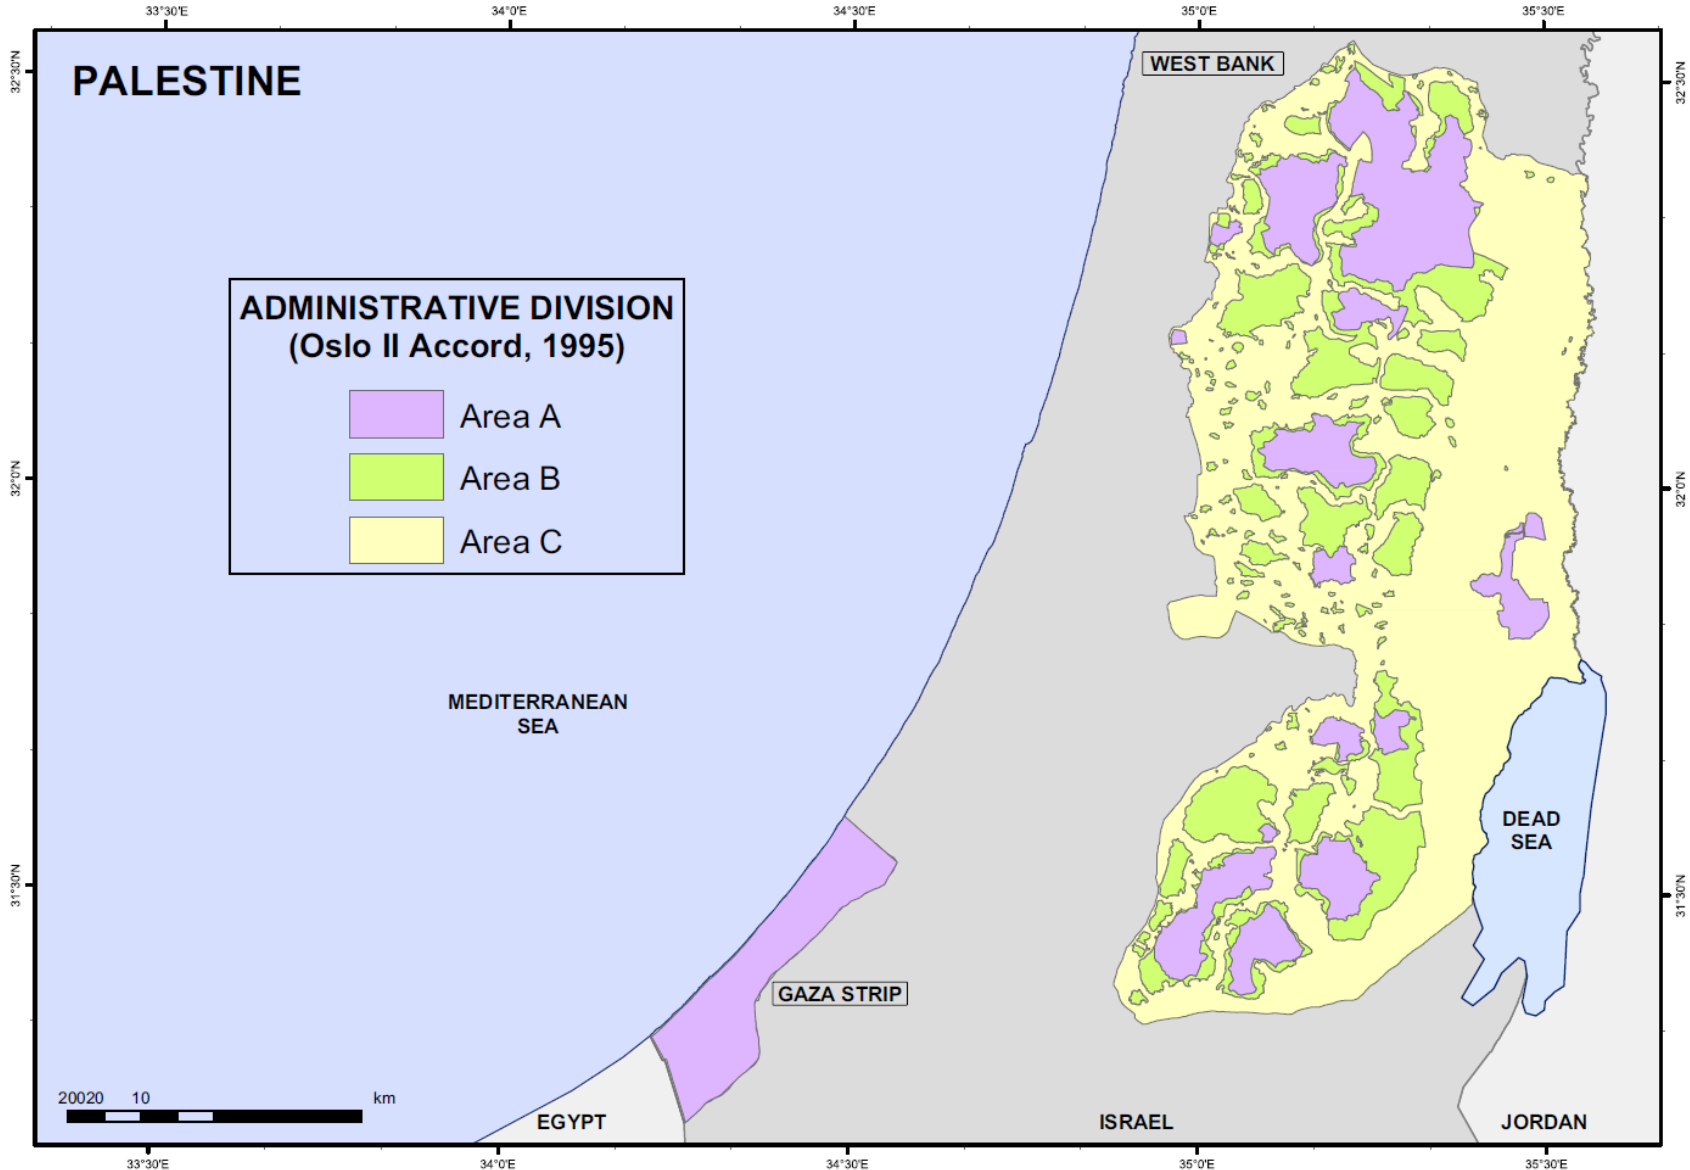 33°30'E 34°0'E 34°30'E 35°0'E 35°30'E
32°30'N
32°30'N
PALESTINE
WEST BANK
ADMINISTRATIVE DIVISION
(Oslo II Accord, 1995)
Area A
Area B
Area C
32°0'N
32°0'N
MEDITERRANEAN
SEA
DEAD
SEA
31°30'N
31°30'N
GAZA STRIP
20020 10 km
EGYPT
ISRAEL
JORDAN
33°30'E 34°0'E 34°30'E 35°0'E 35°30'E